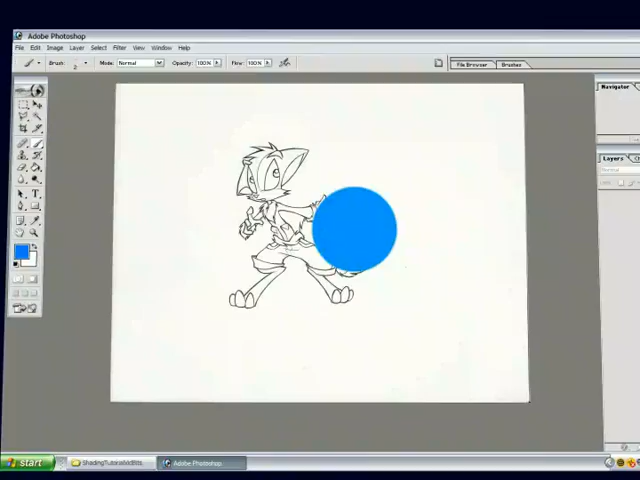 Adobe Photoshop
File Edit Image Layer Select Filter View Window Help
Brush: Mode: Normal Opacity: 100% Flow: 100% File Browser Brushes
Navigator
Layers
Normal
start Adobe Photoshop